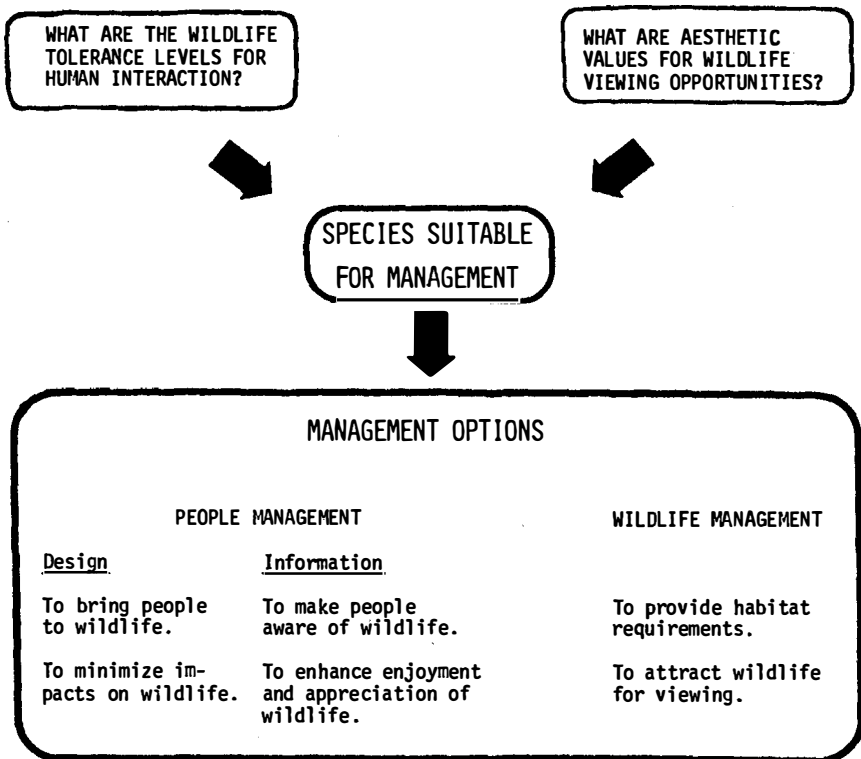 WHAT ARE THE WILDLIFE
TOLERANCE LEVELS FOR
HUMAN INTERACTION?
WHAT ARE AESTHETIC
VALUES FOR WILDLIFE
VIEWING OPPORTUNITIES?
SPECIES SUITABLE
FOR MANAGEMENT
MANAGEMENT OPTIONS
PEOPLE MANAGEMENT
Design
To bring people
to wildlife.
To minimize im-
pacts on wildlife.
Information
To make people
aware of wildlife.
To enhance enjoyment
and appreciation of
wildlife.
WILDLIFE MANAGEMENT
To provide habitat
requirements.
To attract wildlife
for viewing.